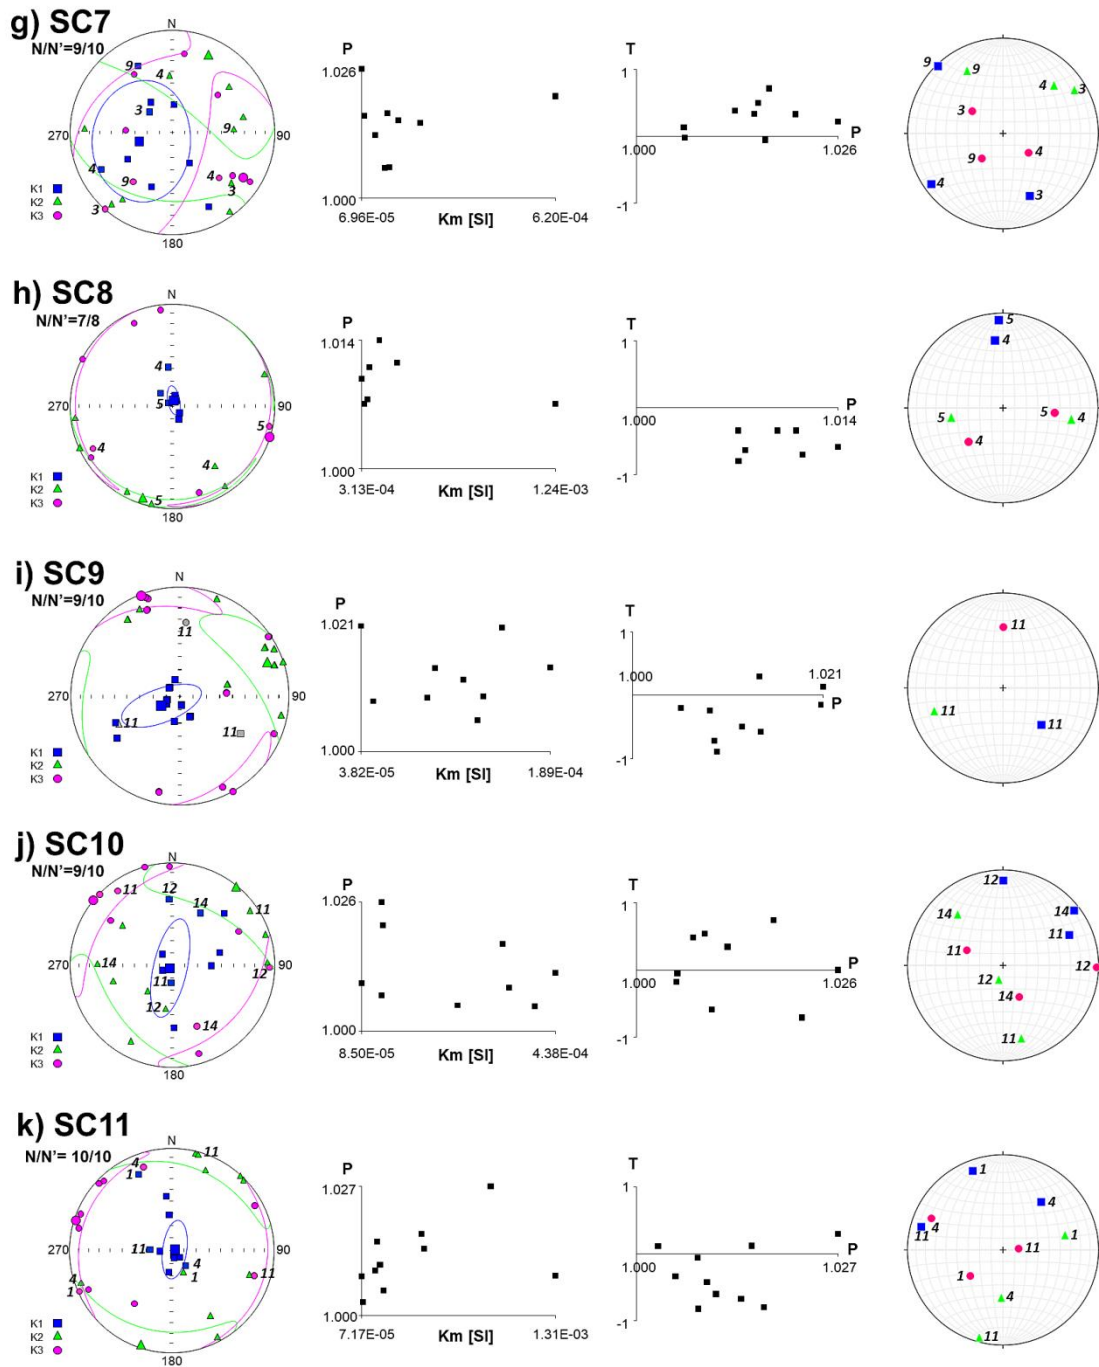 g) SC7
N/N'=9/10
N
270
90
180
9
4
3
9
4
9
4
3
3
K1
K2
K3
P
1.026
1.000
6.96E-05
Km [SI]
6.20E-04
T
1
P
1.000
1.026
-1
9
9
4
3
3
4
9
4
3
h) SC8
N/N'=7/8
N
270
90
180
4
5
5
4
4
5
K1
K2
K3
P
1.014
1.000
3.13E-04
Km [SI]
1.24E-03
T
1
P
1.000
1.014
-1
5
4
5
5
4
4
i) SC9
N/N'=9/10
N
270
90
180
11
11
11
K1
K2
K3
P
1.021
1.000
3.82E-05
Km [SI]
1.89E-04
T
1
1.000
1.021
P
-1
11
11
11
j) SC10
N/N'=9/10
N
270
90
180
11
12
14
11
14
11
12
12
14
K1
K2
K3
P
1.026
1.000
8.50E-05
Km [SI]
4.38E-04
T
1
P
1.000
1.026
-1
12
14
14
11
11
12
12
14
11
k) SC11
N/N'= 10/10
N
270
90
180
4
1
11
11
4
1
11
4
1
K1
K2
K3
P
1.027
1.000
7.17E-05
Km [SI]
1.31E-03
T
1
P
1.000
1.027
-1
1
4
4
11
1
11
1
4
11